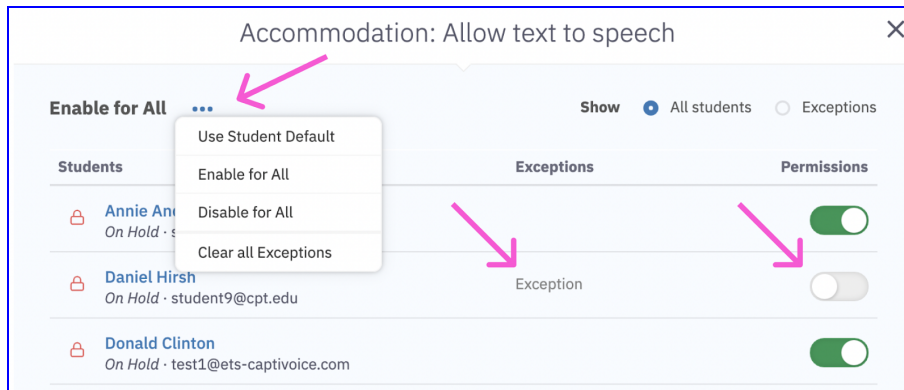 Accommodation: Allow text to speech
Enable for All
Show All students Exceptions
Use Student Default
Enable for All
Disable for All
Clear all Exceptions
Students Exceptions Permissions
Annie
On Hold ·
Daniel Hirsh Exception
On Hold · student9@cpt.edu
Donald Clinton
On Hold · test1@ets-captivoice.com